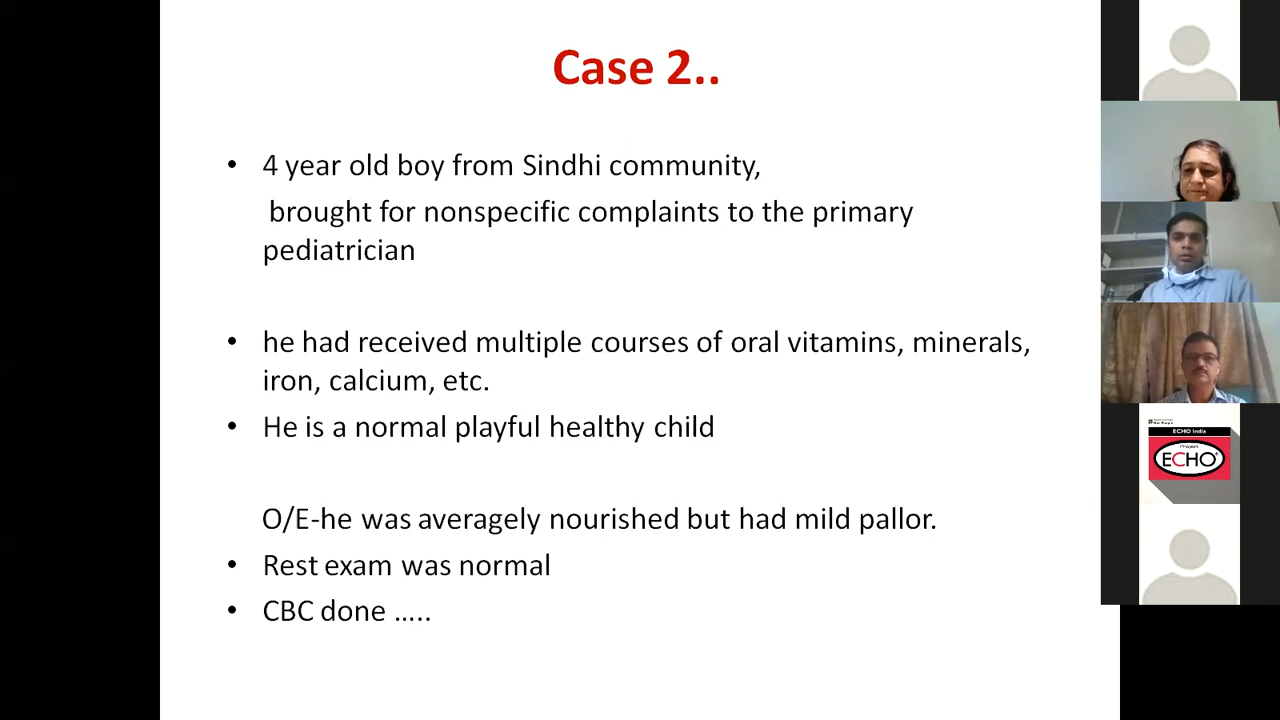 Case 2..
• 4 year old boy from Sindhi community,
brought for nonspecific complaints to the primary
pediatrician
• he had received multiple courses of oral vitamins, minerals,
iron, calcium, etc.
• He is a normal playful healthy child
O/E-he was averagely nourished but had mild pallor.
• Rest exam was normal
• CBC done .....
ECHO India
ECHO